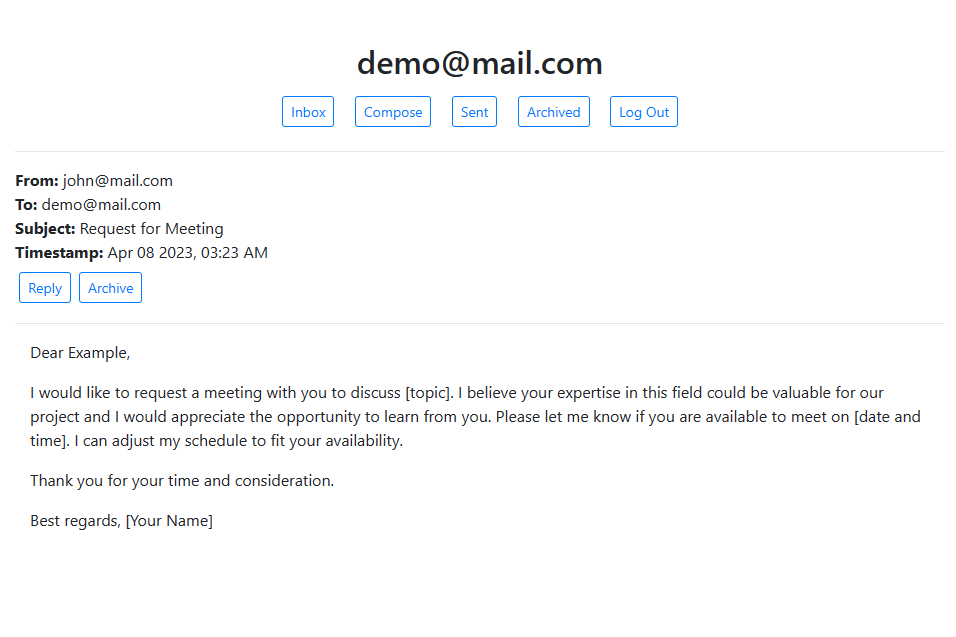 demo@mail.com
Inbox Compose Sent Archived Log Out
From: john@mail.com
To: demo@mail.com
Subject: Request for Meeting
Timestamp: Apr 08 2023, 03:23 AM
Reply Archive
Dear Example,
I would like to request a meeting with you to discuss [topic]. I believe your expertise in this field could be valuable for our
project and I would appreciate the opportunity to learn from you. Please let me know if you are available to meet on [date and
time]. I can adjust my schedule to fit your availability.
Thank you for your time and consideration.
Best regards, [Your Name]